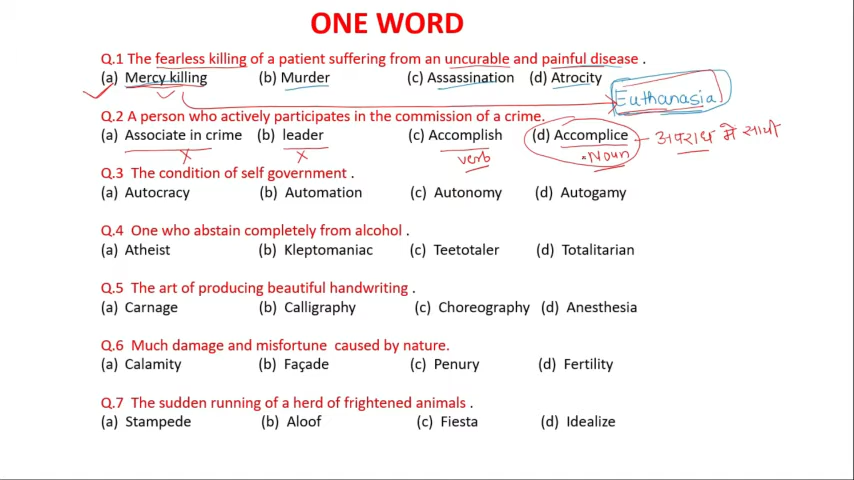 ONE WORD
Q.1 The fearless killing of a patient suffering from an uncurable and painful disease .
(a) Mercy killing (b) Murder (c) Assassination (d) Atrocity
Euthanasia
Q.2 A person who actively participates in the commission of a crime.
(a) Associate in crime (b) leader (c) Accomplish (d) Accomplice - अपराध में साथी
x x verb .Noun
Q.3 The condition of self government .
(a) Autocracy (b) Automation (c) Autonomy (d) Autogamy
Q.4 One who abstain completely from alcohol .
(a) Atheist (b) Kleptomaniac (c) Teetotaler (d) Totalitarian
Q.5 The art of producing beautiful handwriting .
(a) Carnage (b) Calligraphy (c) Choreography (d) Anesthesia
Q.6 Much damage and misfortune caused by nature.
(a) Calamity (b) Façade (c) Penury (d) Fertility
Q.7 The sudden running of a herd of frightened animals .
(a) Stampede (b) Aloof (c) Fiesta (d) Idealize